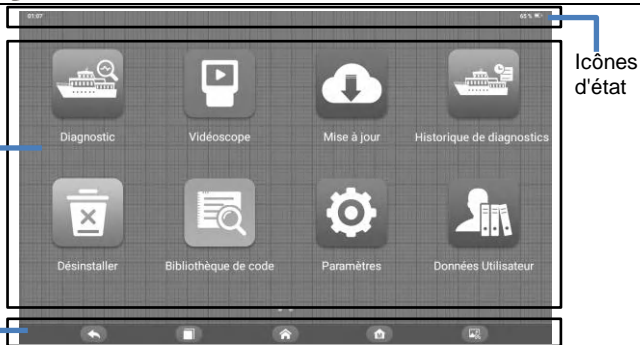 01:07
65 %
Icônes
d'état
Diagnostic
Vidéoscope
Mise à jour
Historique de diagnostics
Désinstaller
Bibliothèque de code
Paramètres
Données Utilisateur